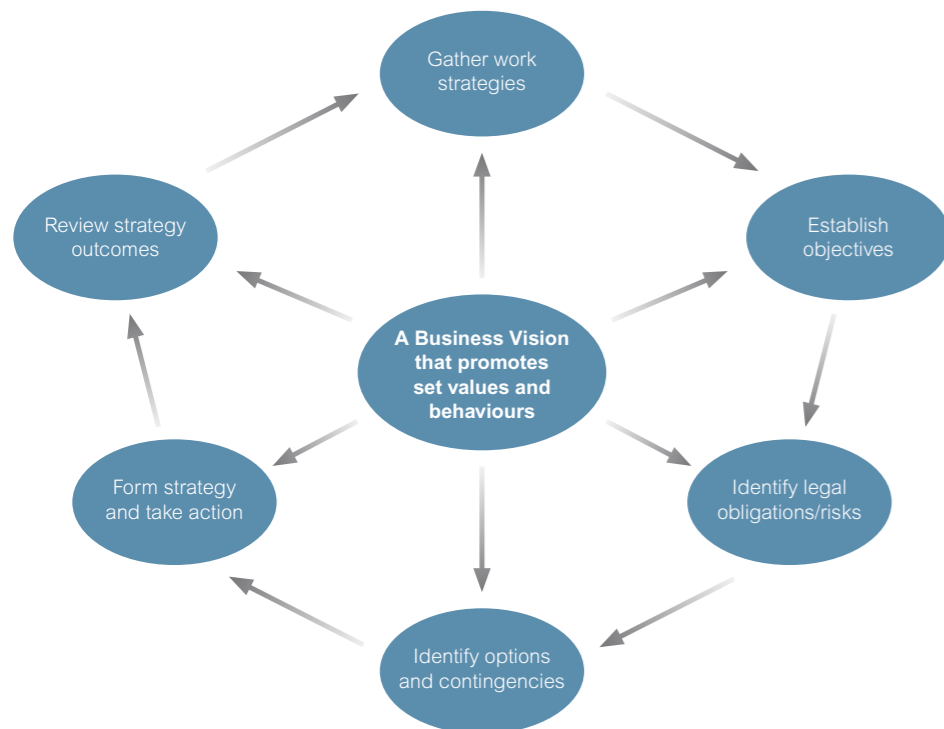 Gather work
strategies
Establish
objectives
Identify legal
obligations/risks
Identify options
and contingencies
Form strategy
and take action
Review strategy
outcomes
A Business Vision
that promotes
set values and
behaviours